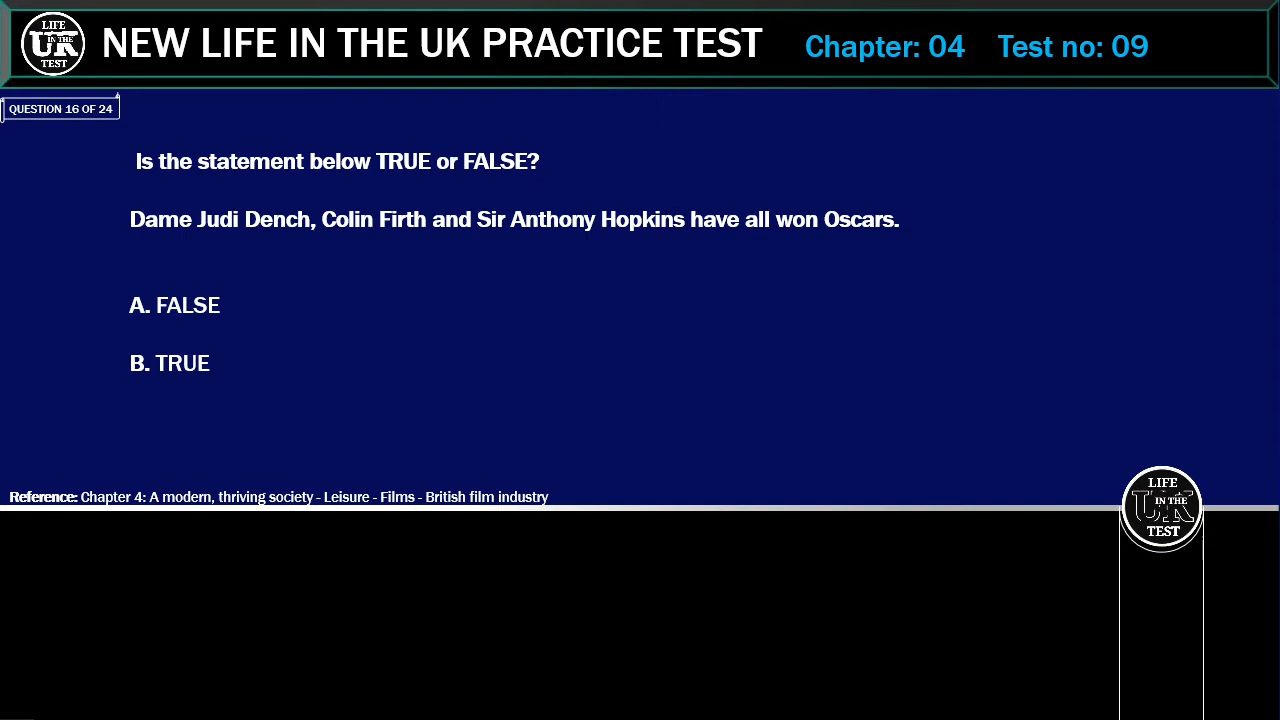 LIFE
UK
IN THE
TEST
NEW LIFE IN THE UK PRACTICE TEST
Chapter: 04
Test no: 09
QUESTION 16 OF 24
Is the statement below TRUE or FALSE?
Dame Judi Dench, Colin Firth and Sir Anthony Hopkins have all won Oscars.
A. FALSE
B. TRUE
Reference: Chapter 4: A modern, thriving society - Leisure - Films - British film industry
LIFE
UK
IN THE
TEST